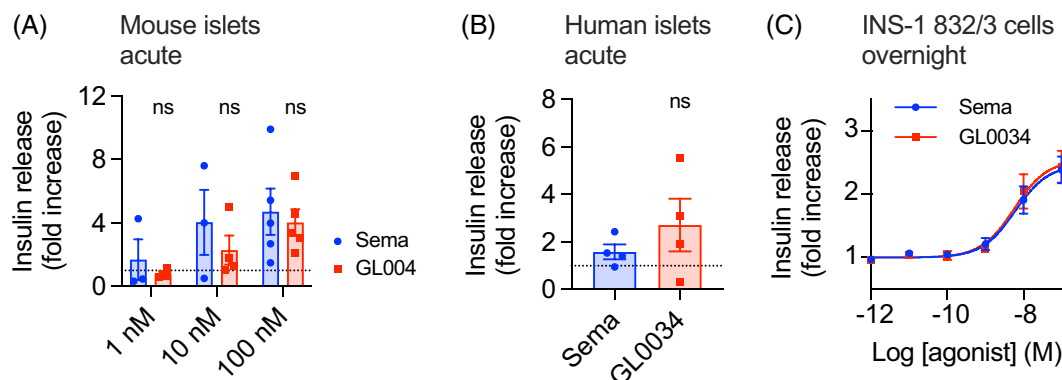 (A)
Mouse islets
acute
Insulin release
(fold increase)
12
8
4
0
ns
ns
ns
1 nM
10 nM
100 nM
Sema
GL004
(B)
Human islets
acute
Insulin release
(fold increase)
8
6
4
2
0
ns
Sema
GL0034
(C)
INS-1 832/3 cells
overnight
Insulin release
(fold increase)
3
2
1
Sema
GL0034
-12
-10
-8
Log [agonist] (M)